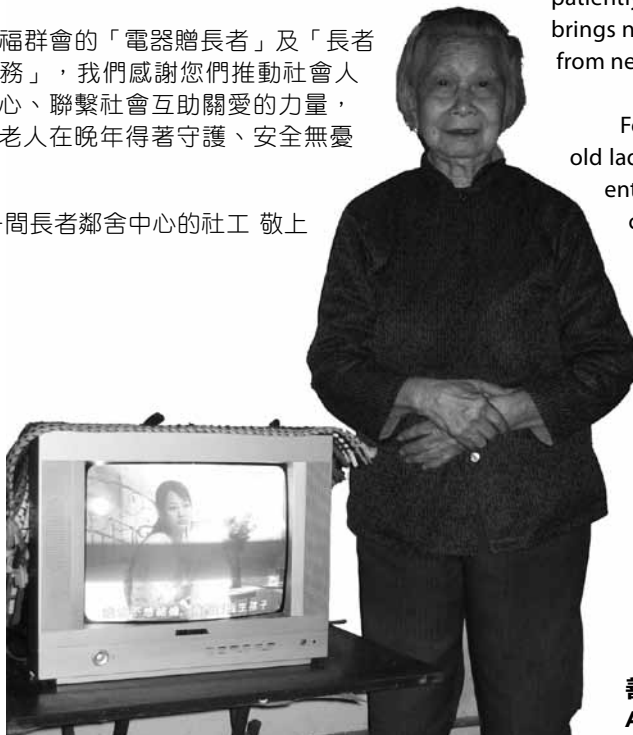 福群會的「電器贈長者」及「長者
務」，我們感謝您們推動社會人
心、聯繫社會互助關愛的力量，
老人在晚年得著守護、安全無憂
間長者鄰舍中心的社工 敬上
patiently
brings n
from ne
F
old lad
ent
生孩子
A